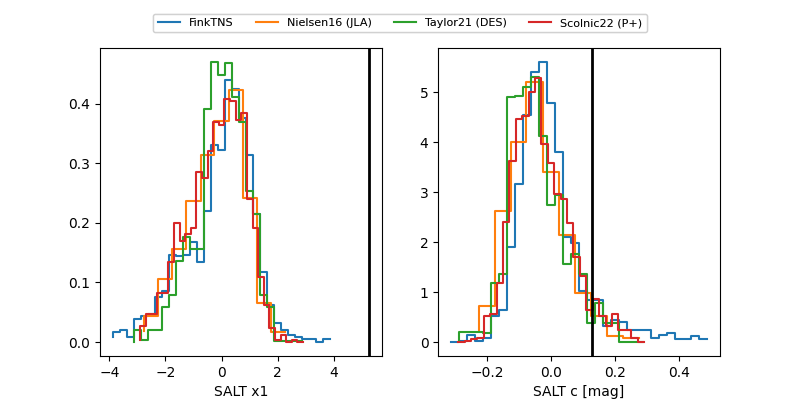 FinkTNS Nielsen16 (JLA) Taylor21 (DES) Scolnic22 (P+)
0.4
0.3
0.2
0.1
0.0
−4 −2 0 2 4
SALT x1
5
4
3
2
1
0
−0.2 0.0 0.2 0.4
SALT c [mag]